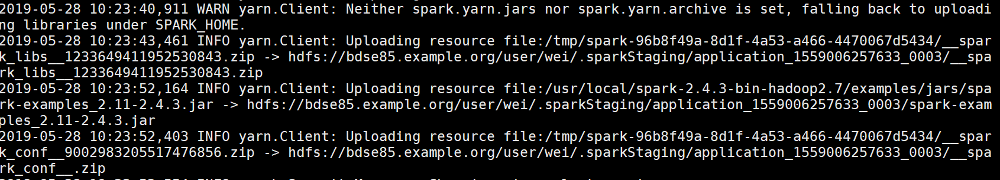 2019-05-28 10:23:40,911 WARN yarn.Client: Neither spark.yarn.jars nor spark.yarn.archive is set, falling back to uploadi
ng libraries under SPARK_HOME.
2019-05-28 10:23:43,461 INFO yarn.Client: Uploading resource file:/tmp/spark-96b8f49a-8d1f-4a53-a466-4470067d5434/__spar
k_libs__1233649411952530843.zip -> hdfs://bdse85.example.org/user/wei/.sparkStaging/application_1559006257633_0003/__spa
rk_libs__1233649411952530843.zip
2019-05-28 10:23:52,164 INFO yarn.Client: Uploading resource file:/usr/local/spark-2.4.3-bin-hadoop2.7/examples/jars/spa
rk-examples_2.11-2.4.3.jar -> hdfs://bdse85.example.org/user/wei/.sparkStaging/application_1559006257633_0003/spark-exam
ples_2.11-2.4.3.jar
2019-05-28 10:23:52,403 INFO yarn.Client: Uploading resource file:/tmp/spark-96b8f49a-8d1f-4a53-a466-4470067d5434/__spar
k_conf__9002983205517476856.zip -> hdfs://bdse85.example.org/user/wei/.sparkStaging/application_1559006257633_0003/__spa
rk_conf__.zip